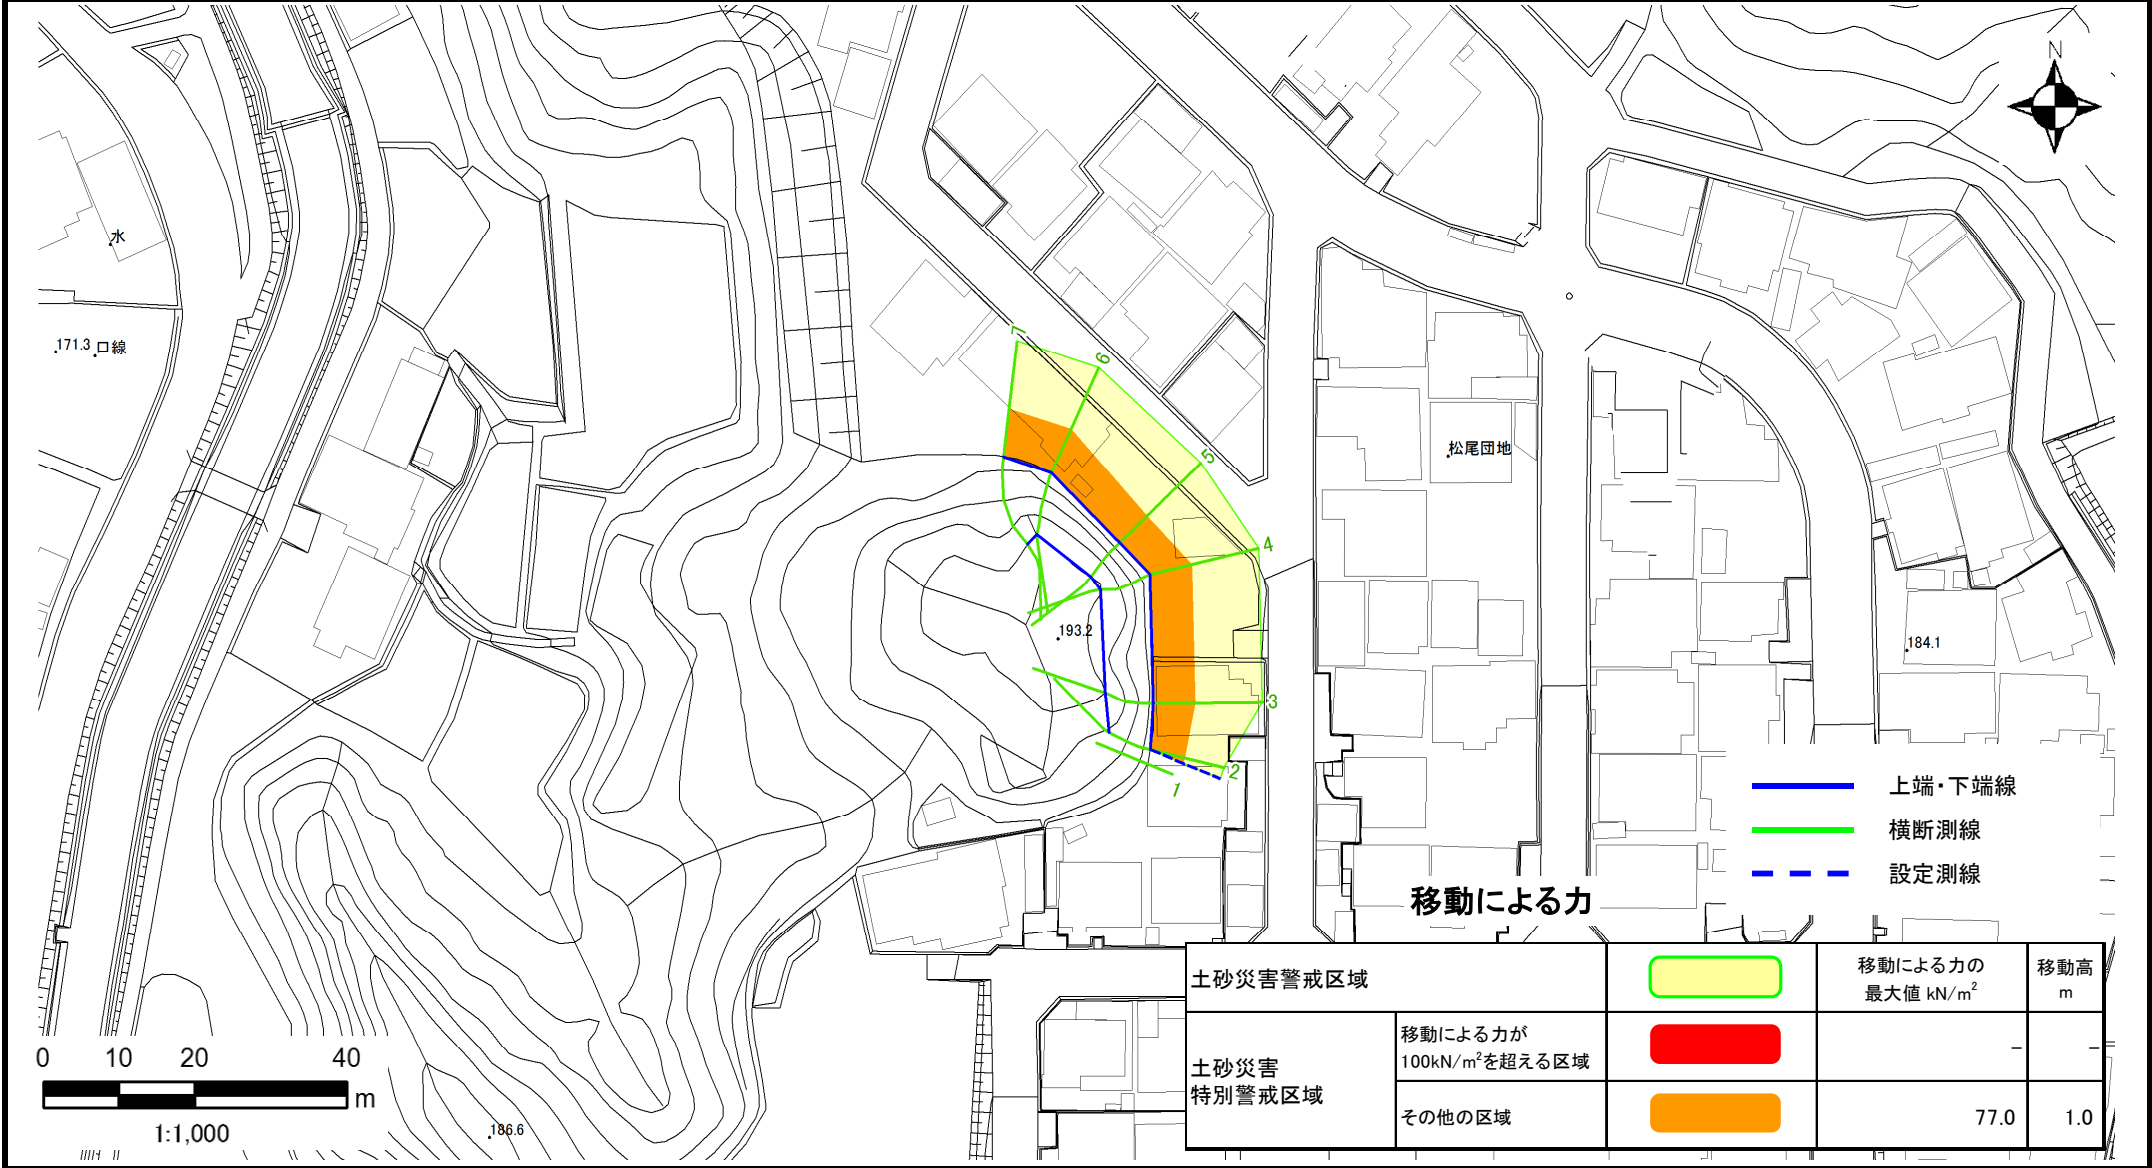 N
水
171.3
口線
7
6
5
4
3
2
1
193.2
松尾団地
184.1
186.6
上端・下端線
横断測線
設定測線
移動による力
土砂災害警戒区域
移動による力の
最大値 kN/m²
移動高
m
土砂災害
特別警戒区域
移動による力が
100kN/m²を超える区域
－
－
その他の区域
77.0
1.0
0 10 20 40
m
1:1,000